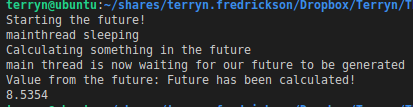 terryn@ubuntu:~/shares/terryn.fredrickson/Dropbox/Terryn/T
Starting the future!
mainthread sleeping
Calculating something in the future
main thread is now waiting for our future to be generated
Value from the future: Future has been calculated!
8.5354